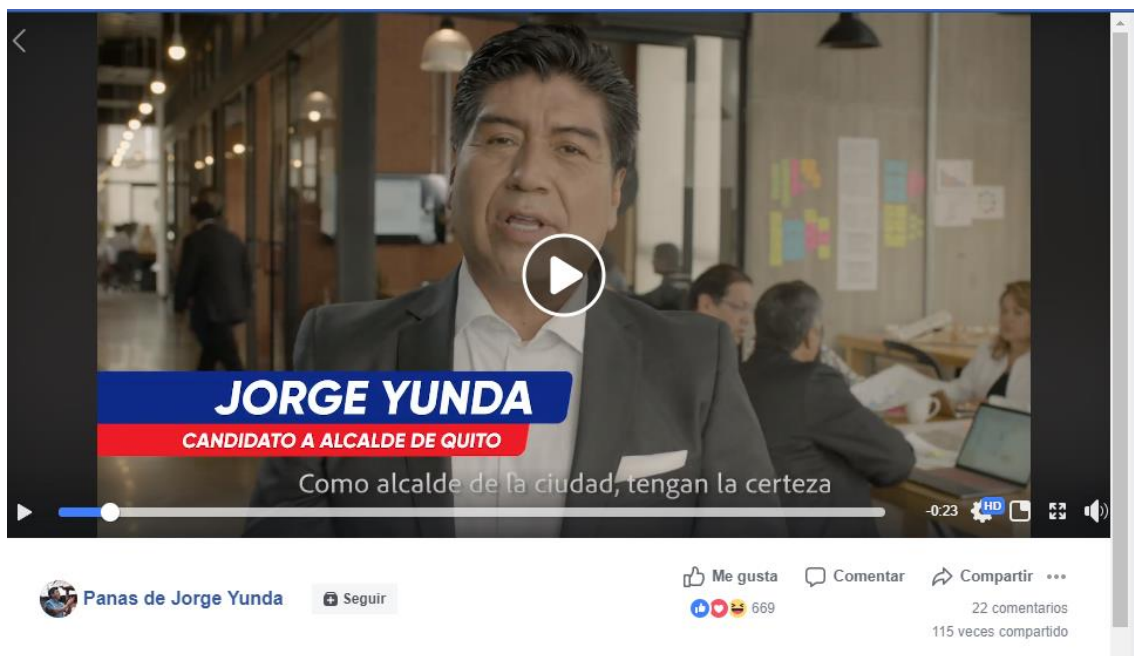 JORGE YUNDA
CANDIDATO A ALCALDE DE QUITO
Como alcalde de la ciudad, tengan la certeza
-0:23 HD
Panas de Jorge Yunda
Seguir
Me gusta Comentar Compartir
669
22 comentarios
115 veces compartido